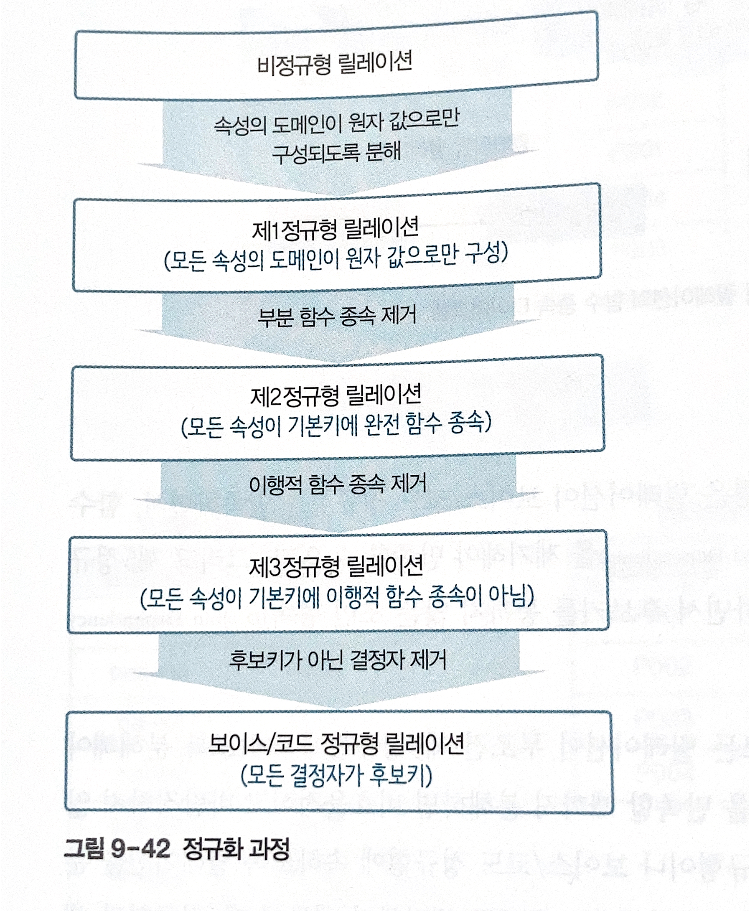 비정규형 릴레이션
속성의 도메인이 원자 값으로만
구성되도록 분해
제1정규형 릴레이션
(모든 속성의 도메인이 원자 값으로만 구성)
부분 함수 종속 제거
제2정규형 릴레이션
(모든 속성이 기본키에 완전 함수 종속)
이행적 함수 종속 제거
제3정규형 릴레이션
(모든 속성이 기본키에 이행적 함수 종속이 아님)
후보키가 아닌 결정자 제거
보이스/코드 정규형 릴레이션
(모든 결정자가 후보키)
그림 9-42 정규화 과정